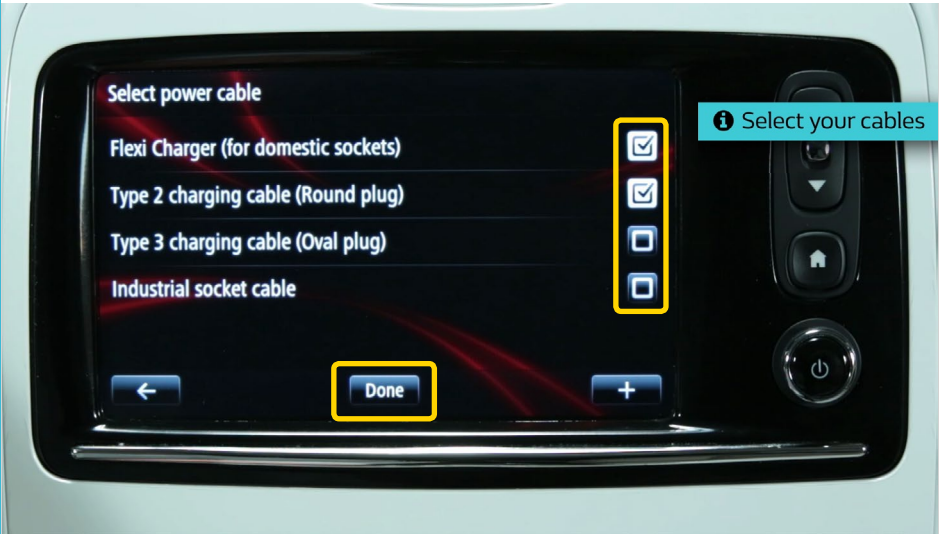 Select power cable
Select your cables
Flexi Charger (for domestic sockets)
Type 2 charging cable (Round plug)
Type 3 charging cable (Oval plug)
Industrial socket cable
Done